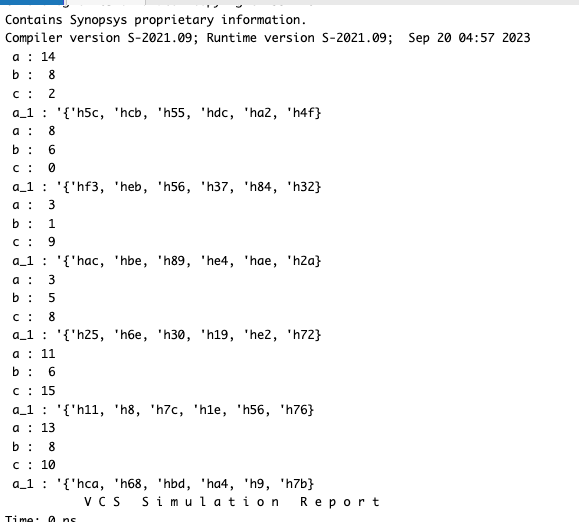 Contains Synopsys proprietary information.
Compiler version S-2021.09; Runtime version S-2021.09;  Sep 20 04:57 2023
a : 14
b :  8
c :  2
a_1 : '{'h5c, 'hcb, 'h55, 'hdc, 'ha2, 'h4f}
a :  8
b :  6
c :  0
a_1 : '{'hf3, 'heb, 'h56, 'h37, 'h84, 'h32}
a :  3
b :  1
c :  9
a_1 : '{'hac, 'hbe, 'h89, 'he4, 'hae, 'h2a}
a :  3
b :  5
c :  8
a_1 : '{'h25, 'h6e, 'h30, 'h19, 'he2, 'h72}
a : 11
b :  6
c : 15
a_1 : '{'h11, 'h8, 'h7c, 'h1e, 'h56, 'h76}
a : 13
b :  8
c : 10
a_1 : '{'hca, 'h68, 'hbd, 'ha4, 'h9, 'h7b}
V C S   S i m u l a t i o n   R e p o r t
Time: 0 ns